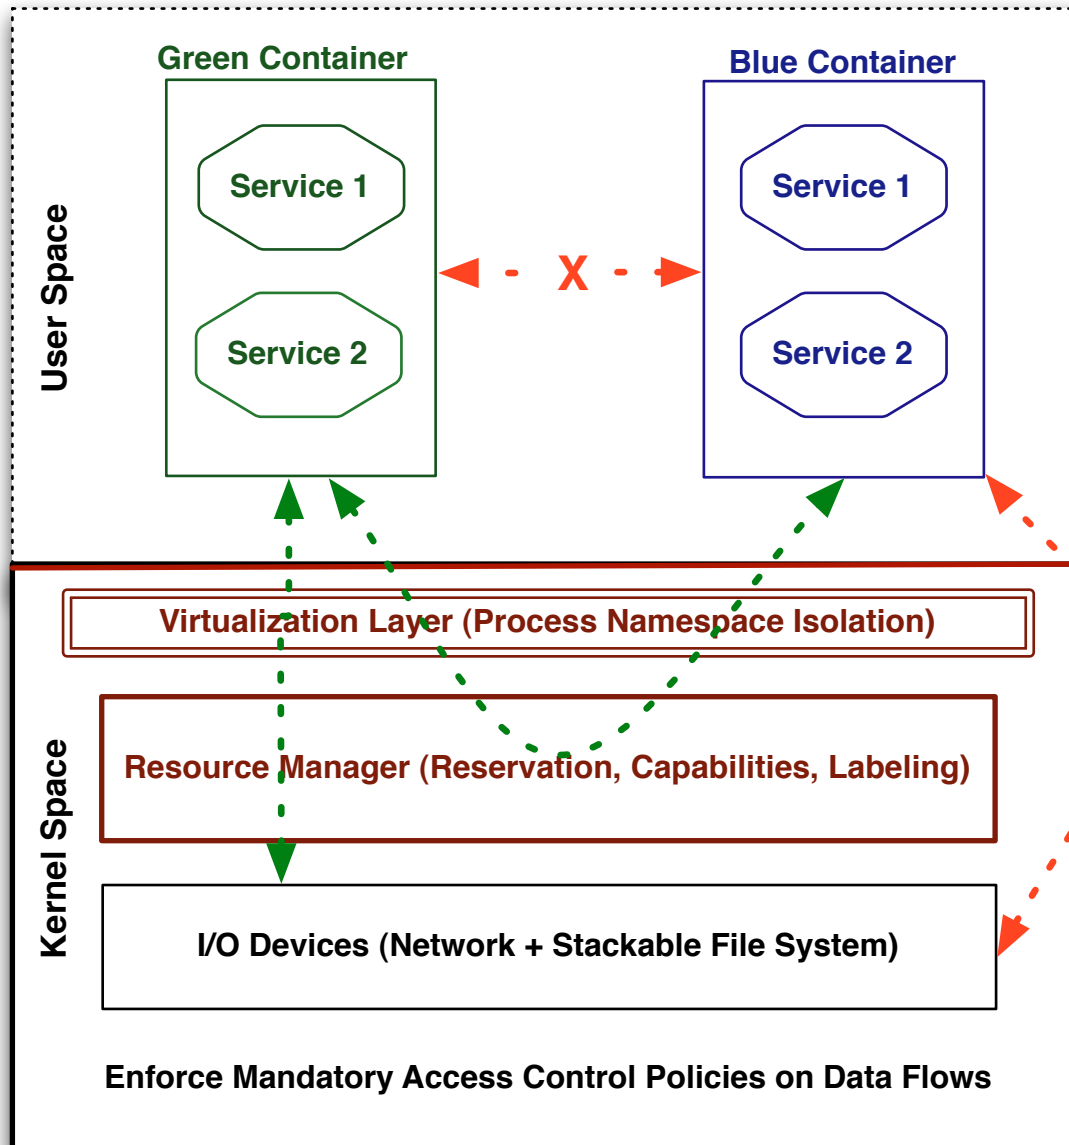 Green Container
Blue Container
Service 1
Service 1
X
Service 2
Service 2
User Space
Virtualization Layer (Process Namespace Isolation)
Resource Manager (Reservation, Capabilities, Labeling)
Kernel Space
I/O Devices (Network + Stackable File System)
Enforce Mandatory Access Control Policies on Data Flows